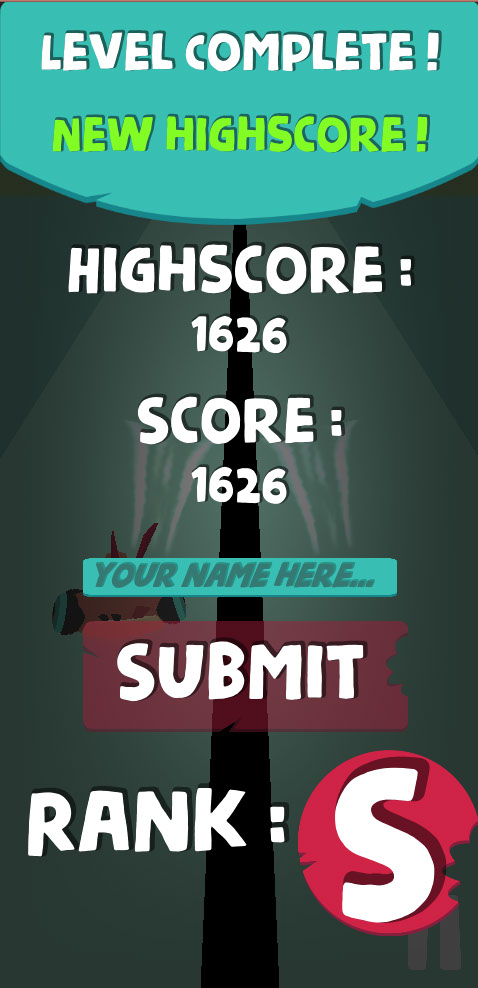 LEVEL COMPLETE !
NEW HIGHSCORE !
HIGHSCORE :
1626
SCORE :
1626
YOUR NAME HERE...
SUBMIT
RANK : S